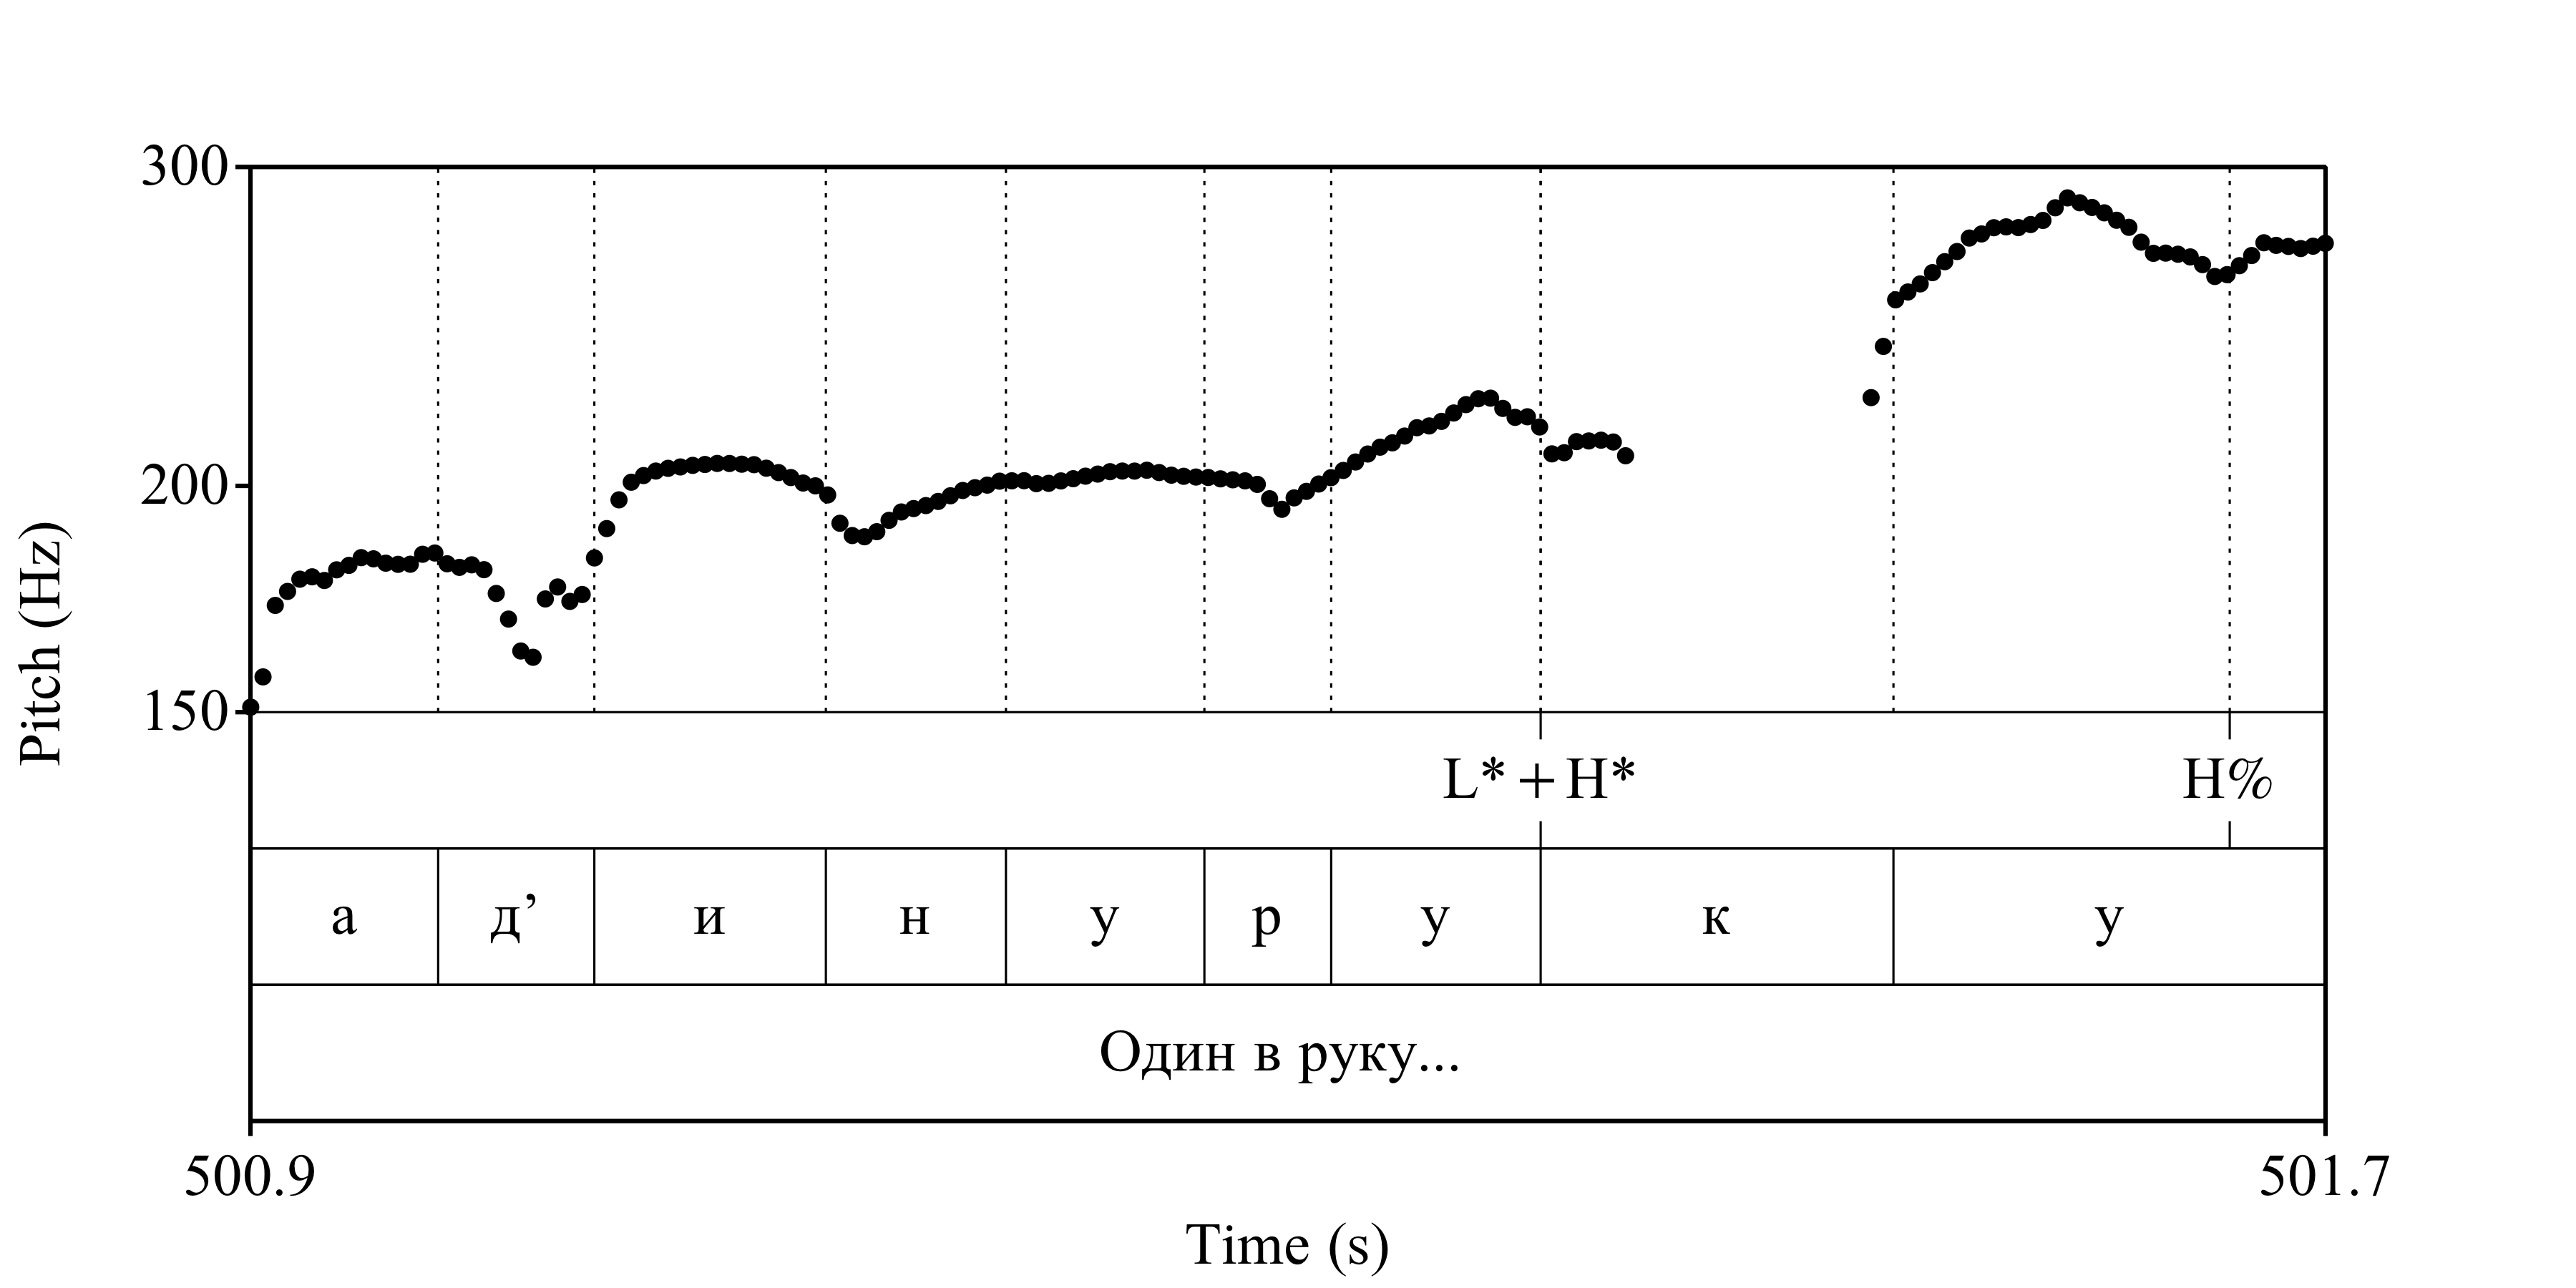 300
200
150
Pitch (Hz)
L*+H* H%
а д’ и н у р у к у
Один в руку...
500.9 501.7
Time (s)